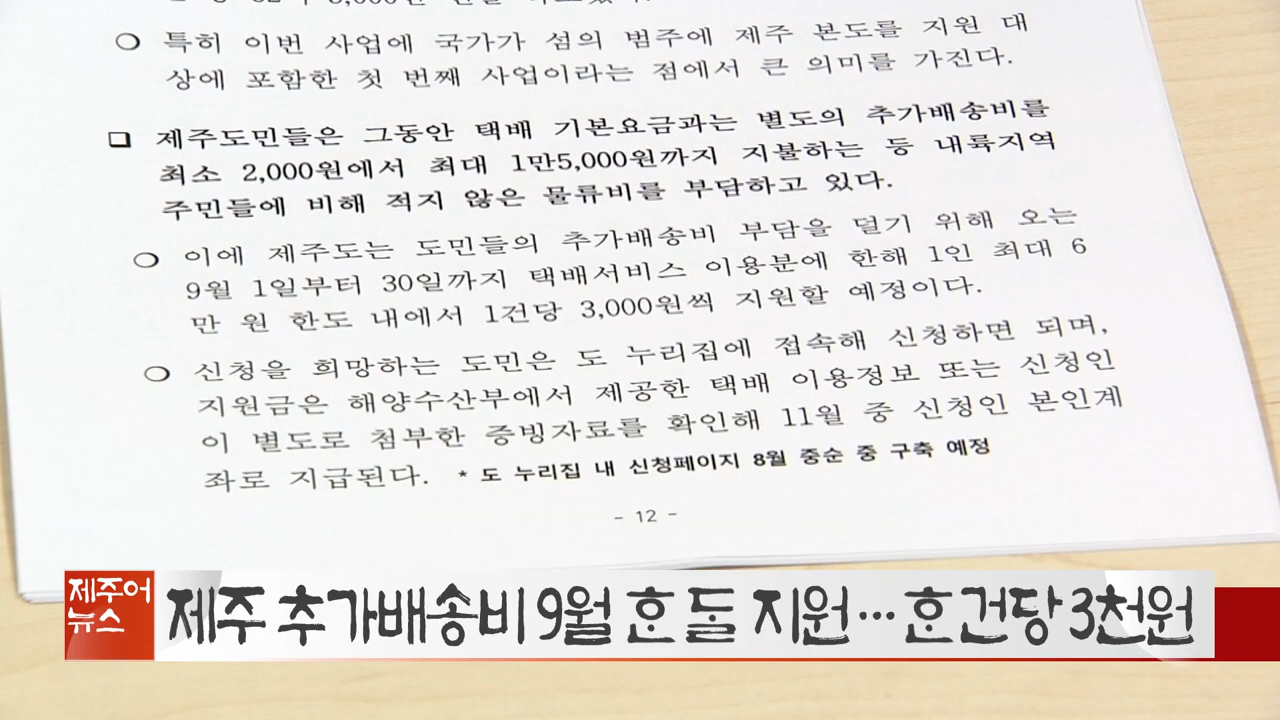 ○ 특히 이번 사업에 국가가 섬의 범주에 제주 본도를 지원 대
상에 포함한 첫 번째 사업이라는 점에서 큰 의미를 가진다.
❑ 제주도민들은 그동안 택배 기본요금과는 별도의 추가배송비를
최소 2,000원에서 최대 1만5,000원까지 지불하는 등 내륙지역
주민들에 비해 적지 않은 물류비를 부담하고 있다.
○ 이에 제주도는 도민들의 추가배송비 부담을 덜기 위해 오는
9월 1일부터 30일까지 택배서비스 이용분에 한해 1인 최대 6
만 원 한도 내에서 1건당 3,000원씩 지원할 예정이다.
○ 신청을 희망하는 도민은 도 누리집에 접속해 신청하면 되며,
지원금은 해양수산부에서 제공한 택배 이용정보 또는 신청인
이 별도로 첨부한 증빙자료를 확인해 11월 중 신청인 본인계
좌로 지급된다. * 도 누리집 내 신청페이지 8월 중순 중 구축 예정
- 12 -
제주어
뉴스
제주 추가배송비 9월 ᄒᆞᆫ ᄃᆞᆯ 지원…ᄒᆞᆫ 건당 3천원